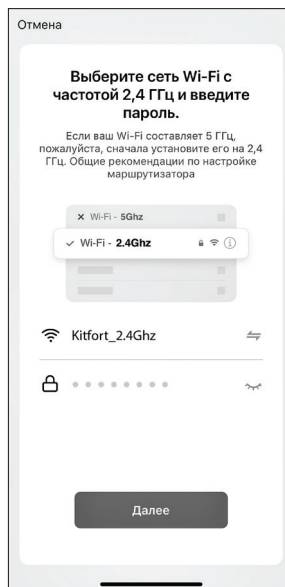 Отмена
Выберите сеть Wi-Fi с
частотой 2,4 ГГц и введите
пароль.
Если ваш Wi-Fi составляет 5 ГГц,
пожалуйста, сначала установите его на 2,4
ГГц. Общие рекомендации по настройке
маршрутизатора
Wi-Fi - 5Ghz
Wi-Fi - 2.4Ghz
Kitfort_2.4Ghz
Далее